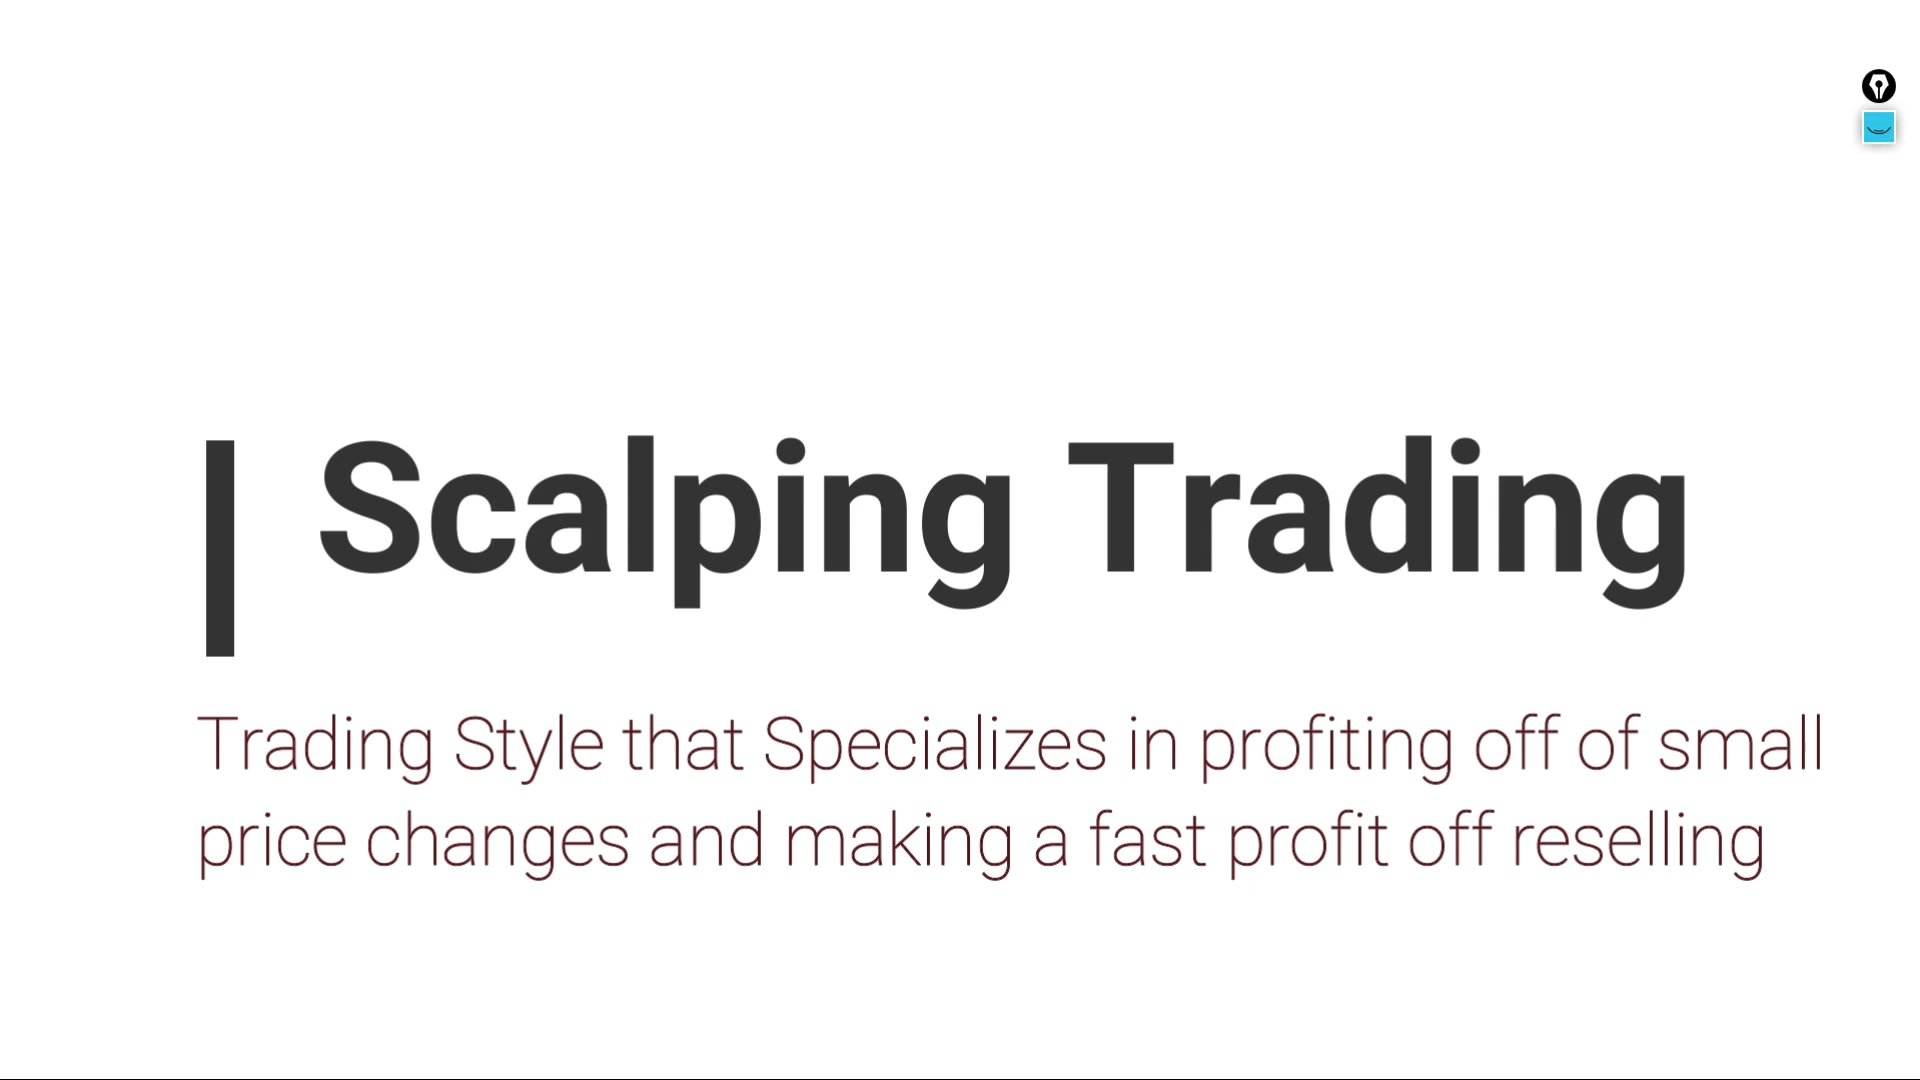 Scalping Trading
Trading Style that Specializes in profiting off of small
price changes and making a fast profit off reselling